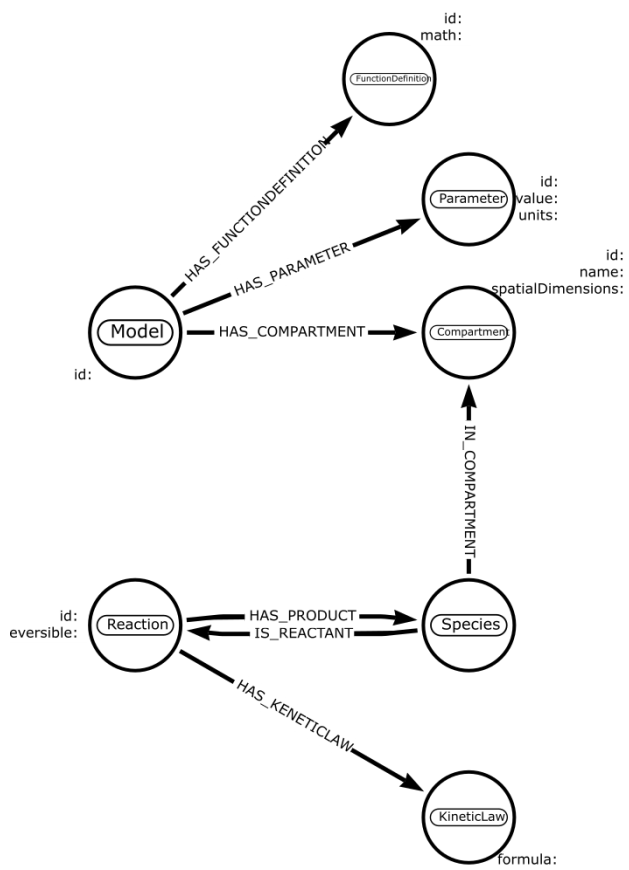 id:
math:
FunctionDefinition
HAS_FUNCTIONDEFINITION
id:
Parameter
value:
units:
HAS_PARAMETER
id:
name:
spatialDimensions:
Model
HAS_COMPARTMENT
Compartment
id:
IN_COMPARTMENT
id:
Reaction
eversible:
HAS_PRODUCT
IS_REACTANT
Species
HAS_KENETICLAW
KineticLaw
formula: